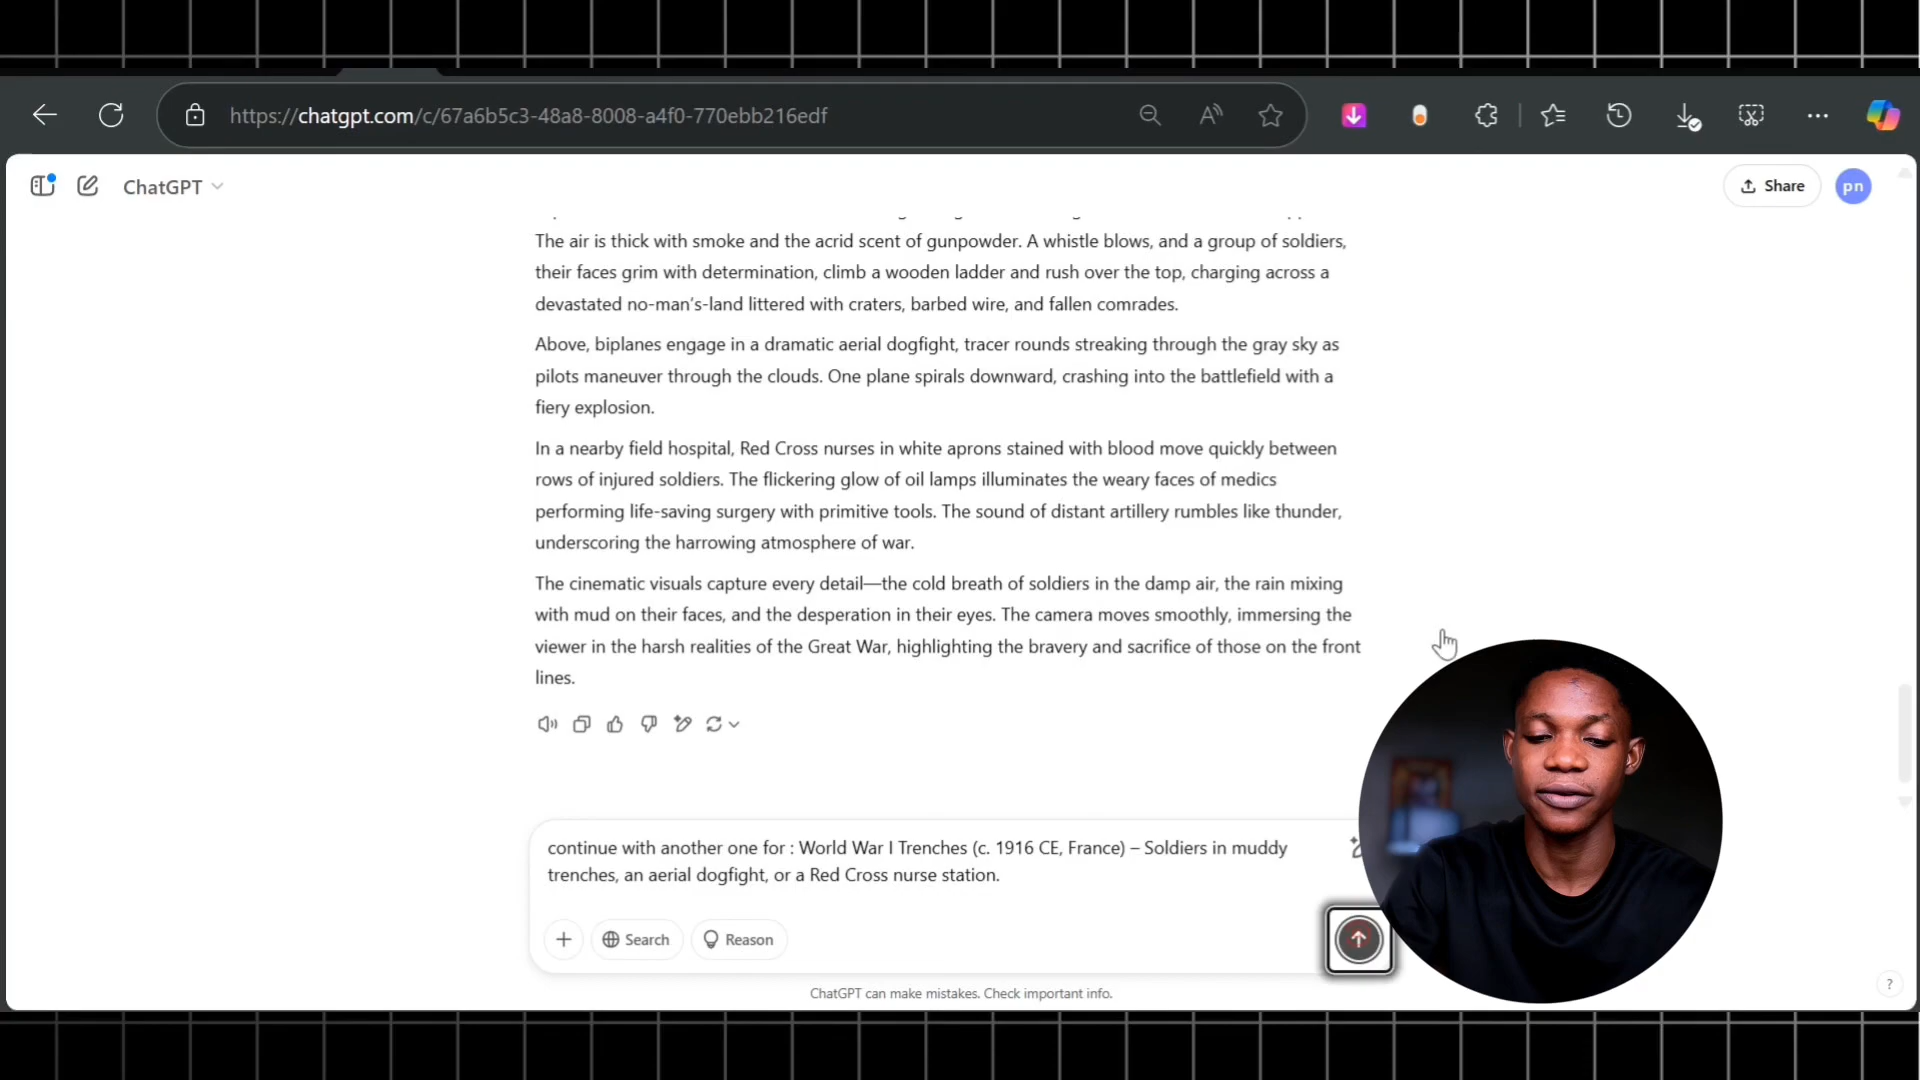 https://chatgpt.com/c/67a6b5c3-48a8-8008-a4f0-770ebb216edf
ChatGPT
Share
pn
The air is thick with smoke and the acrid scent of gunpowder. A whistle blows, and a group of soldiers,
their faces grim with determination, climb a wooden ladder and rush over the top, charging across a
devastated no-man's-land littered with craters, barbed wire, and fallen comrades.
Above, biplanes engage in a dramatic aerial dogfight, tracer rounds streaking through the gray sky as
pilots maneuver through the clouds. One plane spirals downward, crashing into the battlefield with a
fiery explosion.
In a nearby field hospital, Red Cross nurses in white aprons stained with blood move quickly between
rows of injured soldiers. The flickering glow of oil lamps illuminates the weary faces of medics
performing life-saving surgery with primitive tools. The sound of distant artillery rumbles like thunder,
underscoring the harrowing atmosphere of war.
The cinematic visuals capture every detail—the cold breath of soldiers in the damp air, the rain mixing
with mud on their faces, and the desperation in their eyes. The camera moves smoothly, immersing the
viewer in the harsh realities of the Great War, highlighting the bravery and sacrifice of those on the front
lines.
continue with another one for : World War I Trenches (c. 1916 CE, France) – Soldiers in muddy
trenches, an aerial dogfight, or a Red Cross nurse station.
Search
Reason
ChatGPT can make mistakes. Check important info.
?